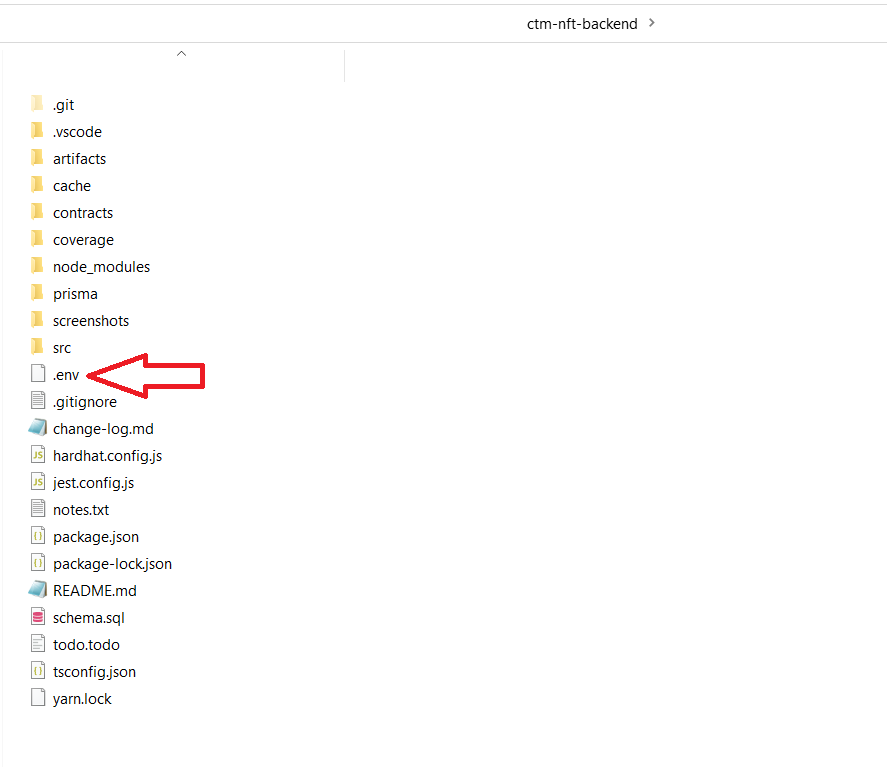 ctm-nft-backend
.git
.vscode
artifacts
cache
contracts
coverage
node_modules
prisma
screenshots
src
.env
.gitignore
change-log.md
hardhat.config.js
jest.config.js
notes.txt
package.json
package-lock.json
README.md
schema.sql
todo.todo
tsconfig.json
yarn.lock